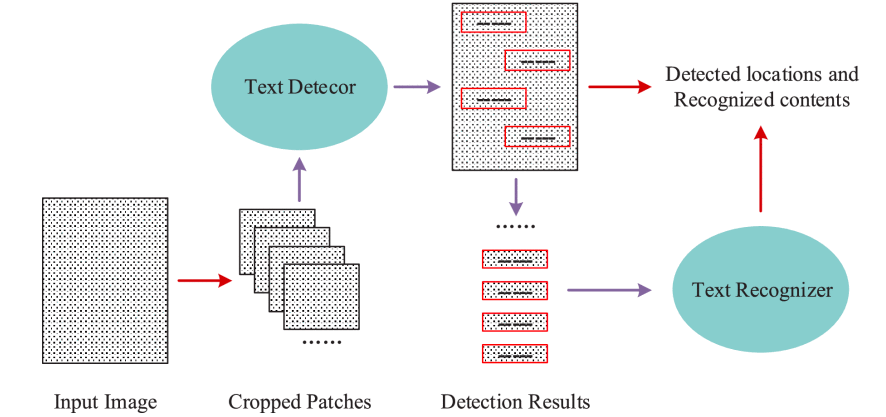 Text Detecor
Detected locations and
Recognized contents
......
Text Recognizer
......
Input Image
Cropped Patches
Detection Results